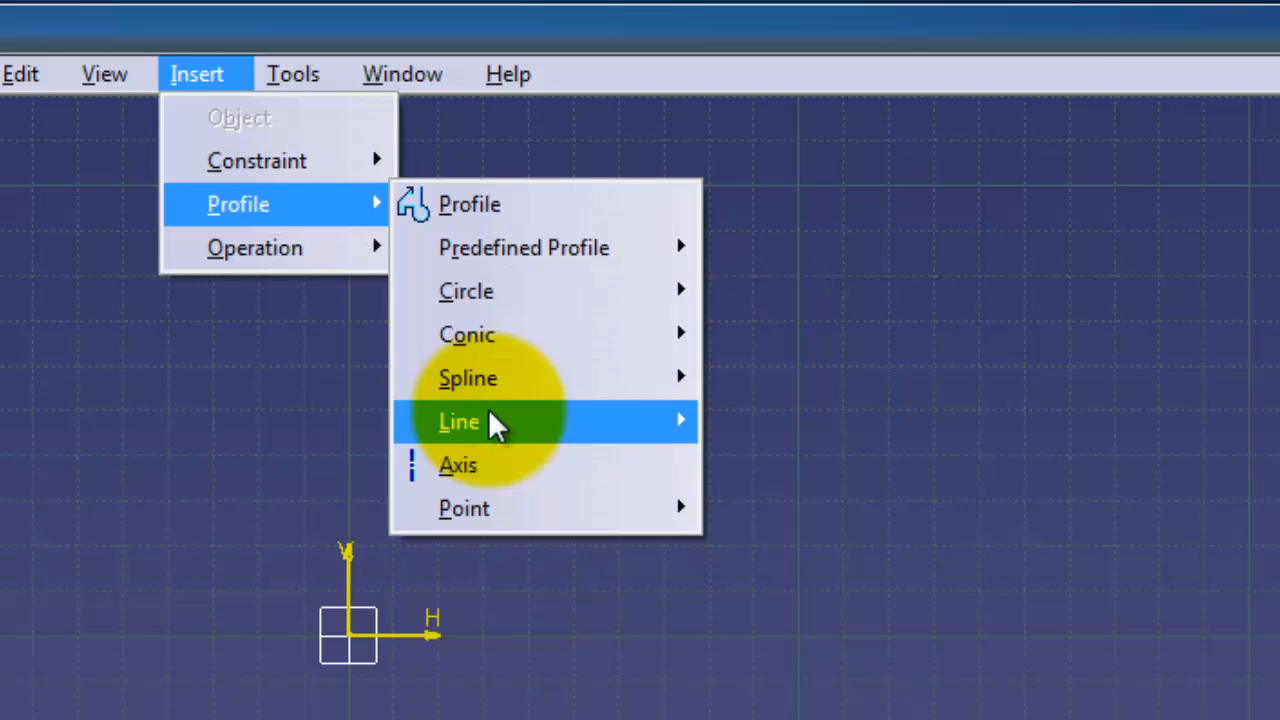 Edit View Insert Tools Window Help
Object
Constraint
Profile
Operation
Profile
Predefined Profile
Circle
Conic
Spline
Line
Axis
Point
V
H